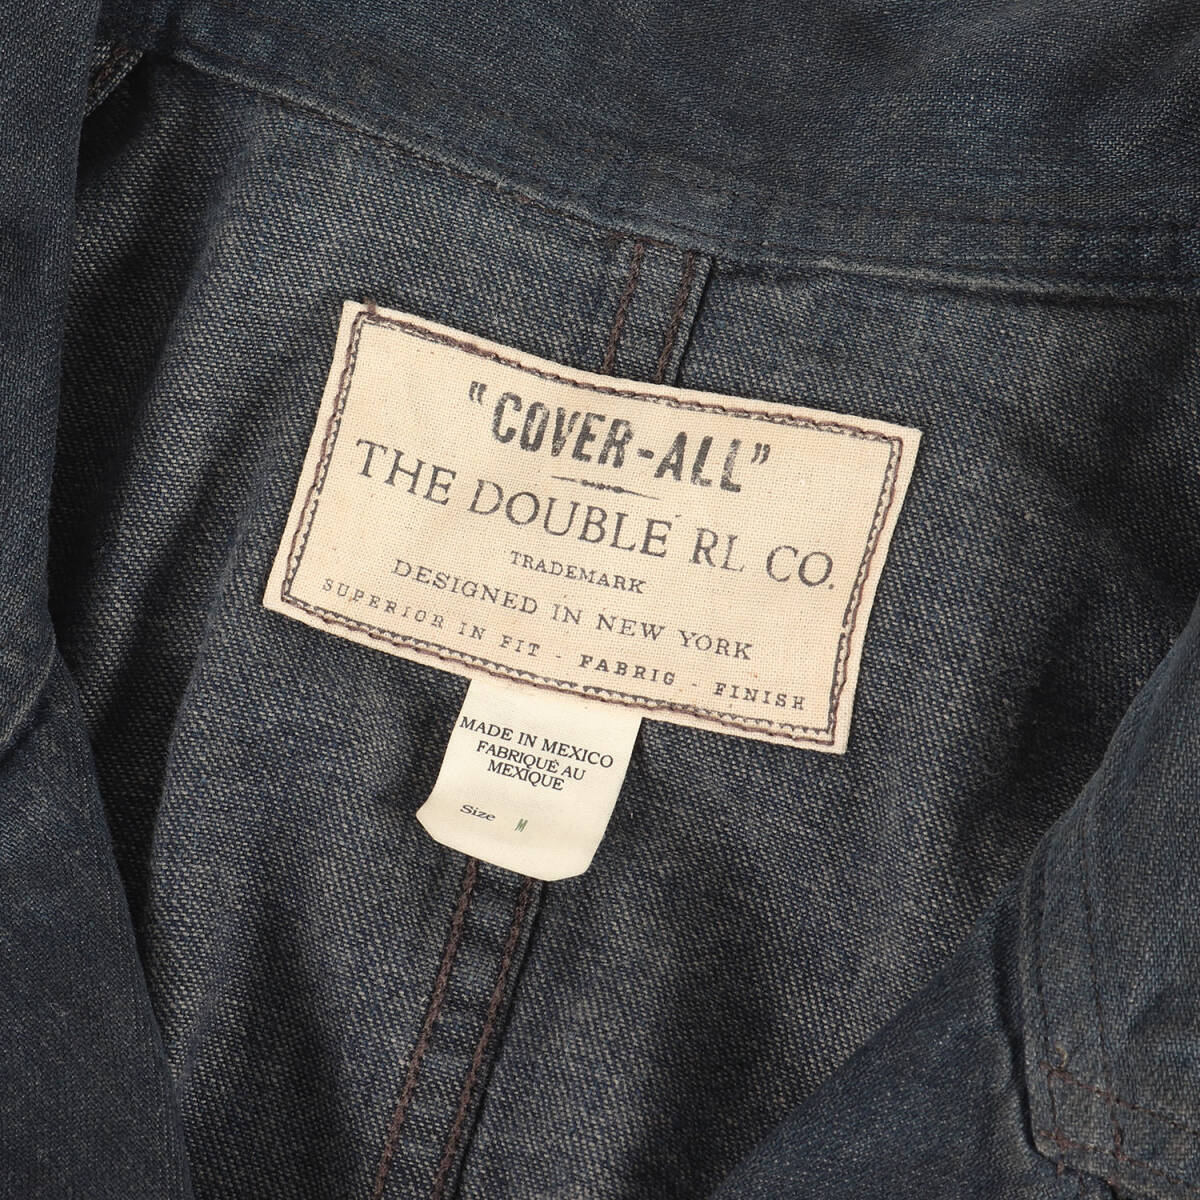 "COVER-ALL"
THE DOUBLE RL CO.
TRADEMARK
DESIGNED IN NEW YORK
SUPERIOR IN FIT - FABRIG - FINISH
MADE IN MEXICO
FABRIQUÉ AU
MEXIQUE
Size M